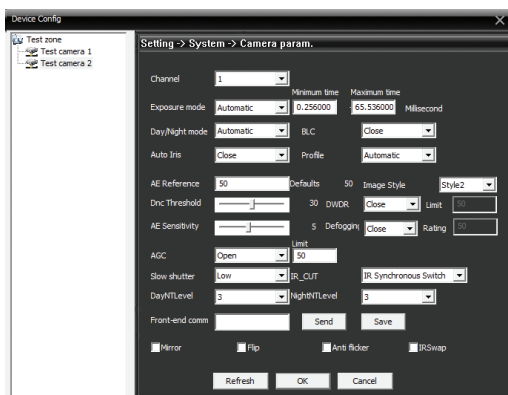 Device Config
Test zone
Test camera 1
Test camera 2
Setting -> System -> Camera param.
Channel 1
Minimum time Maximum time
Exposure mode Automatic 0.256000 65.536000 Millisecond
Day/Night mode Automatic BLC Close
Auto Iris Close Profile Automatic
AE Reference 50 Defaults 50 Image Style Style2
Dnc Threshold 30 DWDR Close Limit 50
AE Sensitivity 5 Defogging Close Rating 50
Limit
AGC Open 50
Slow shutter Low IR_CUT IR Synchronous Switch
DayNTLevel 3 NightNTLevel 3
Front-end comm Send Save
Mirror Flip Anti flicker IRSwap
Refresh OK Cancel